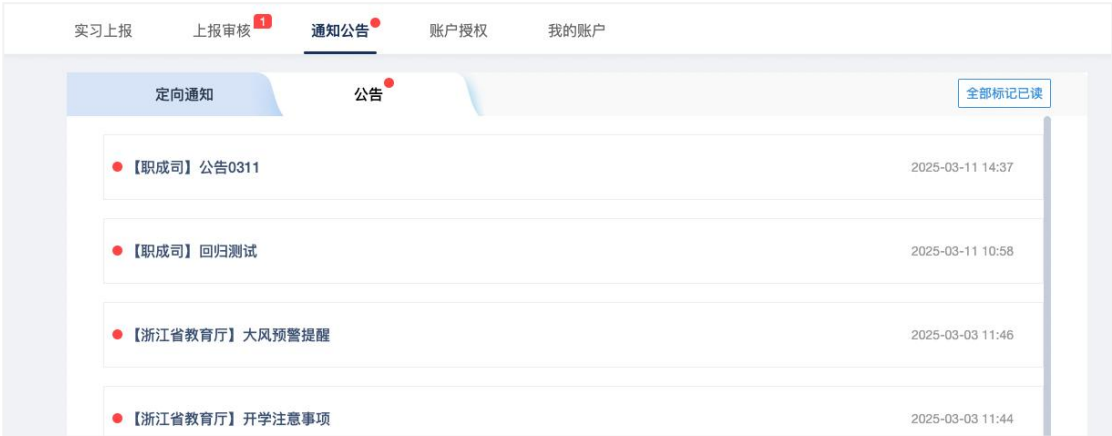 实习上报 上报审核 1 通知公告 账户授权 我的账户
定向通知 公告 全部标记已读
【职成司】公告0311 2025-03-11 14:37
【职成司】回归测试 2025-03-11 10:58
【浙江省教育厅】大风预警提醒 2025-03-03 11:46
【浙江省教育厅】开学注意事项 2025-03-03 11:44